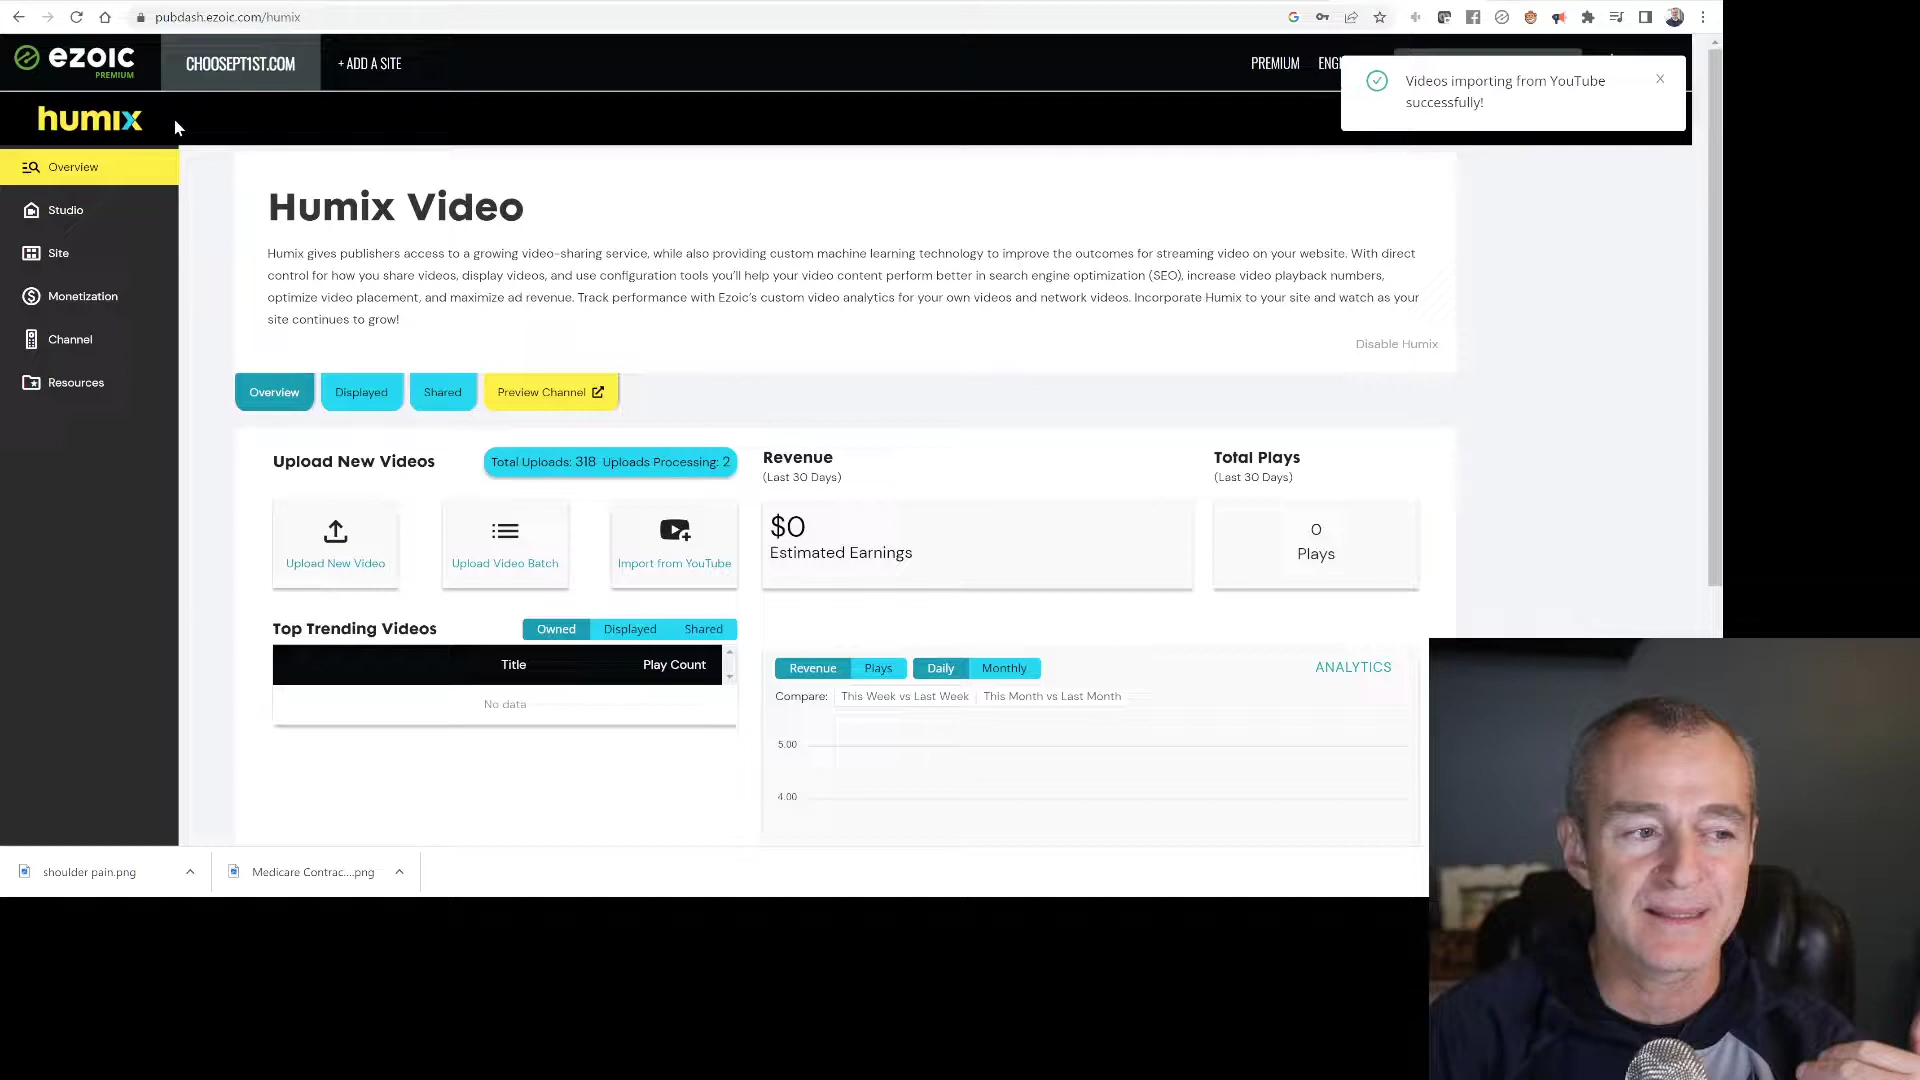 pubdash.ezoic.com/humix
ezoic
PREMIUM
CHOOSEPT1ST.COM
+ ADD A SITE
PREMIUM
Videos importing from YouTube
successfully!
X
humix
Overview
Studio
Site
Monetization
Channel
Resources
Humix Video
Humix gives publishers access to a growing video-sharing service, while also providing custom machine learning technology to improve the outcomes for streaming video on your website. With direct
control for how you share videos, display videos, and use configuration tools you'll help your video content perform better in search engine optimization (SEO), increase video playback numbers,
optimize video placement, and maximize ad revenue. Track performance with Ezoic's custom video analytics for your own videos and network videos. Incorporate Humix to your site and watch as your
site continues to grow!
Disable Humix
Overview
Displayed
Shared
Preview Channel
Upload New Videos
Total Uploads: 318 Uploads Processing: 2
Upload New Video
Upload Video Batch
Import from YouTube
Revenue
(Last 30 Days)
$0
Estimated Earnings
Total Plays
(Last 30 Days)
0
Plays
Top Trending Videos
Owned
Displayed
Shared
Title
Play Count
No data
Revenue
Plays
Daily
Monthly
ANALYTICS
Compare:
This Week vs Last Week
This Month vs Last Month
5.00
4.00
shoulder pain.png
Medicare Contrac....png